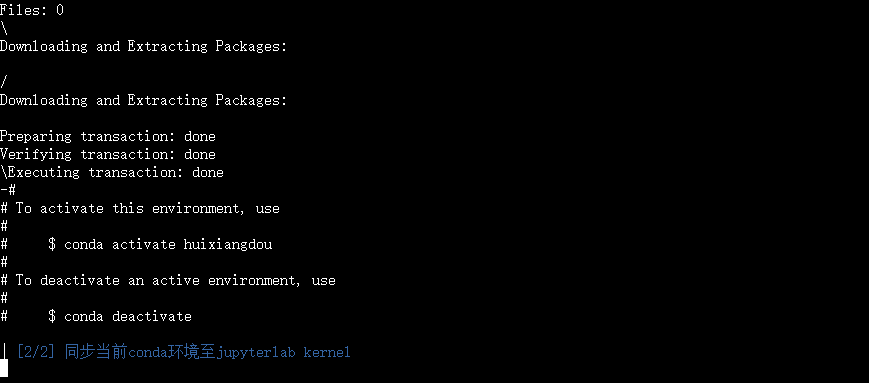 Files: 0
\
Downloading and Extracting Packages:
/
Downloading and Extracting Packages:
Preparing transaction: done
Verifying transaction: done
\Executing transaction: done
-#
# To activate this environment, use
#
#     $ conda activate huixiangdou
#
# To deactivate an active environment, use
#
#     $ conda deactivate
| [2/2] 同步当前conda环境至jupyterlab kernel